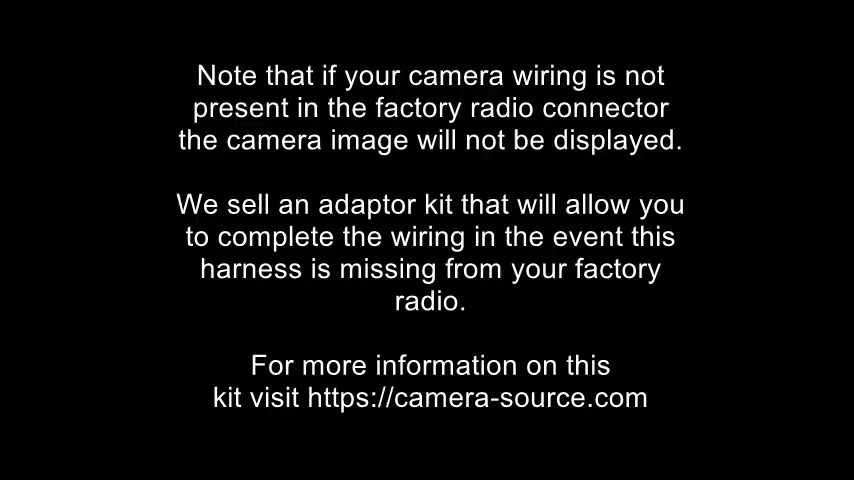 Note that if your camera wiring is not
present in the factory radio connector
the camera image will not be displayed.
We sell an adaptor kit that will allow you
to complete the wiring in the event this
harness is missing from your factory
radio.
For more information on this
kit visit https://camera-source.com